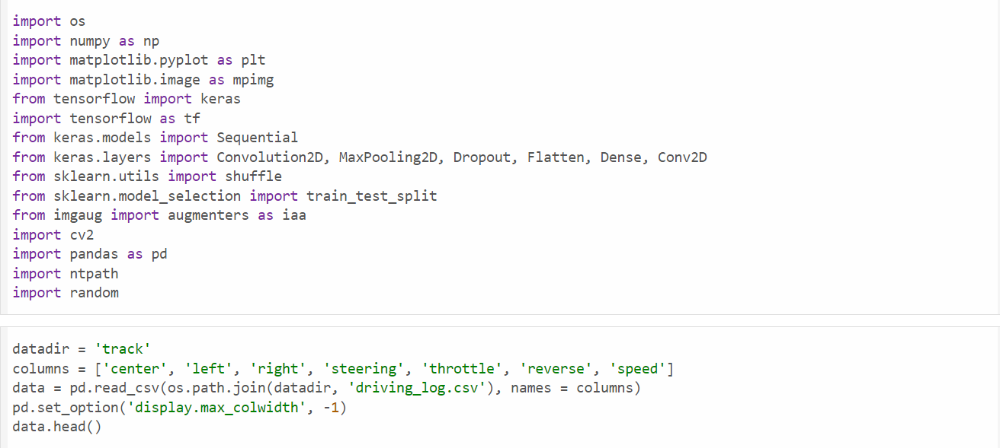 import os
import numpy as np
import matplotlib.pyplot as plt
import matplotlib.image as mpimg
from tensorflow import keras
import tensorflow as tf
from keras.models import Sequential
from keras.layers import Convolution2D, MaxPooling2D, Dropout, Flatten, Dense, Conv2D
from sklearn.utils import shuffle
from sklearn.model_selection import train_test_split
from imgaug import augmenters as iaa
import cv2
import pandas as pd
import ntpath
import random
datadir = 'track'
columns = ['center', 'left', 'right', 'steering', 'throttle', 'reverse', 'speed']
data = pd.read_csv(os.path.join(datadir, 'driving_log.csv'), names = columns)
pd.set_option('display.max_colwidth', -1)
data.head()